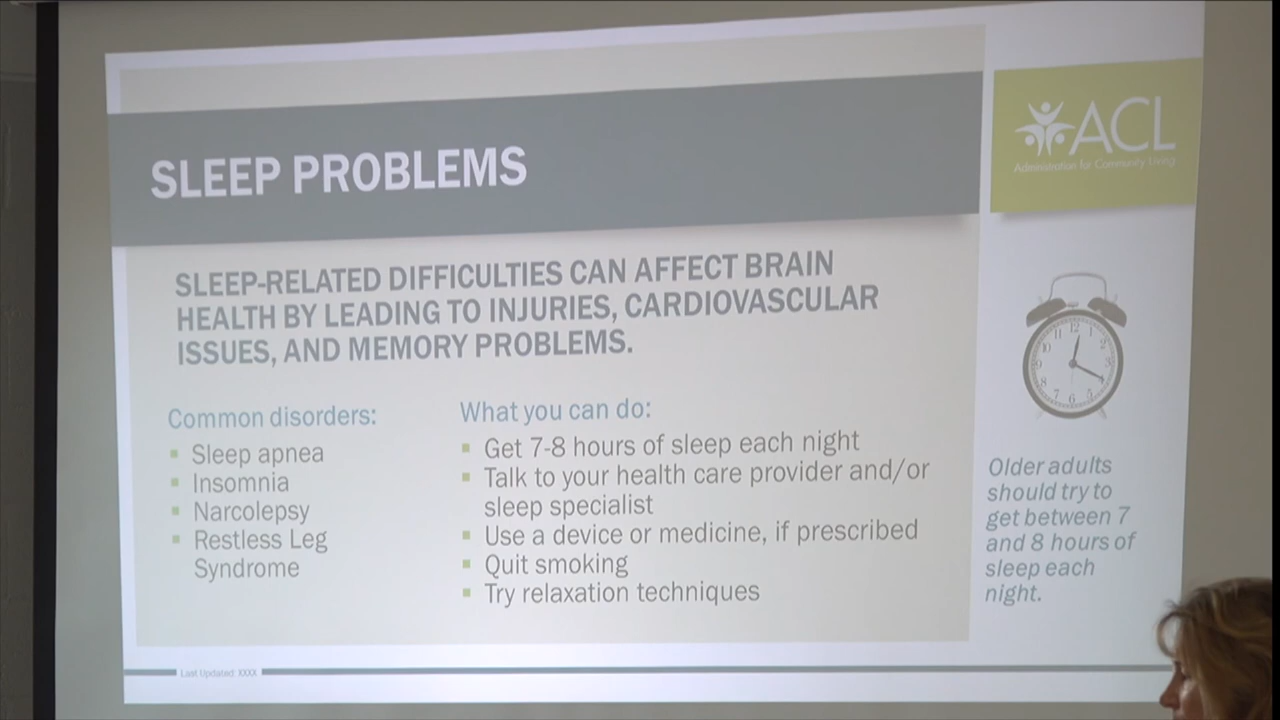 SLEEP PROBLEMS
ACL
Administration for Community Living
SLEEP-RELATED DIFFICULTIES CAN AFFECT BRAIN
HEALTH BY LEADING TO INJURIES, CARDIOVASCULAR
ISSUES, AND MEMORY PROBLEMS.
Common disorders:
Sleep apnea
Insomnia
Narcolepsy
Restless Leg
Syndrome
What you can do:
Get 7-8 hours of sleep each night
Talk to your health care provider and/or
sleep specialist
Use a device or medicine, if prescribed
Quit smoking
Try relaxation techniques
Older adults
should try to
get between 7
and 8 hours of
sleep each
night.
Last Updated: XXXX